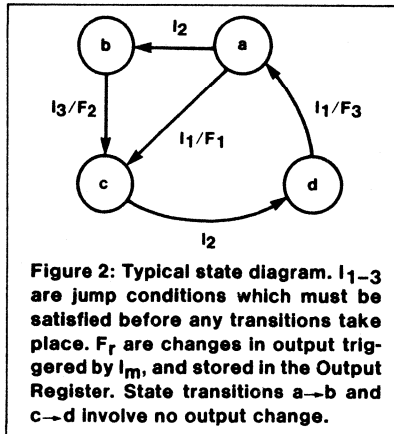 I2
b
a
I3/F2
I1/F1
I1/F3
c
d
I2
Figure 2: Typical state diagram. I1–3
are jump conditions which must be
satisfied before any transitions take
place. Fr are changes in output trig-
gered by Im, and stored in the Output
Register. State transitions a→b and
c→d involve no output change.